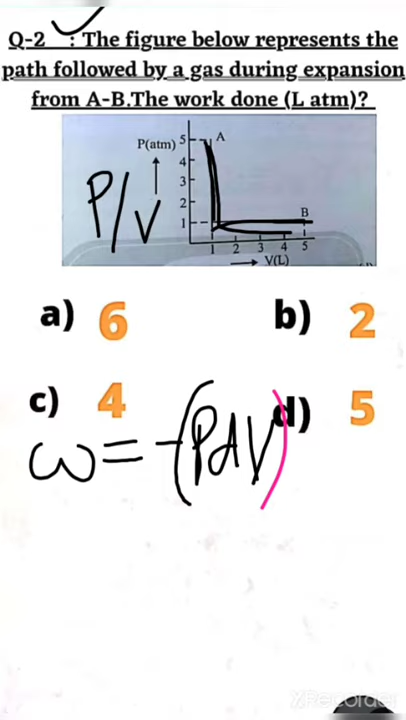 Q-2 : The figure below represents the
path followed by a gas during expansion
from A-B.The work done (L atm)?
P(atm) 5 A
4
3
2
1 B
1 2 3 4 5
V(L)
P/V
a) 6 b) 2
c) 4 d) 5
ω = -(PdV)
XRecorder